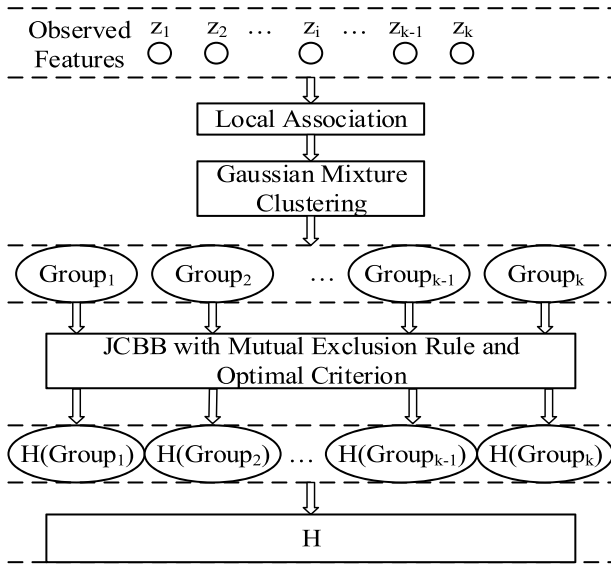 Observed Features
z1 z2 … zi … zk-1 zk
Local Association
Gaussian Mixture
Clustering
Group1 Group2 … Groupk-1 Groupk
JCBB with Mutual Exclusion Rule and
Optimal Criterion
H(Group1) H(Group2) … H(Groupk-1) H(Groupk)
H